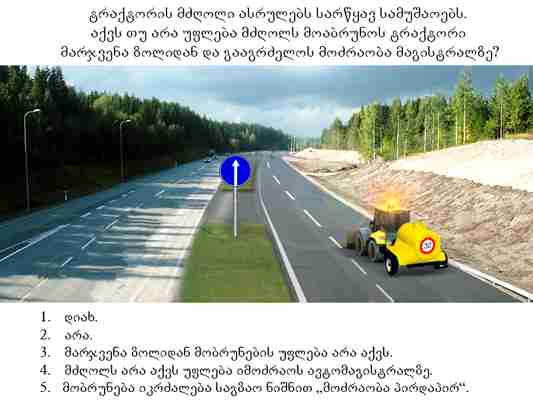 ტრაქტორის მძღოლი ასრულებს სარწყავ სამუშაოებს.
აქვს თუ არა უფლება მძღოლს მოაბრუნოს ტრაქტორი
მარჯვენა ზოლიდან და გააგრძელოს მოძრაობა მაგისტრალზე?
1. დიახ.
2. არა.
3. მარჯვენა ზოლიდან მობრუნების უფლება არა აქვს.
4. მძღოლს არა აქვს უფლება იმოძრაოს ავტომაგისტრალზე.
5. მობრუნება იკრძალება საგზაო ნიშნით „მოძრაობა პირდაპირ“.